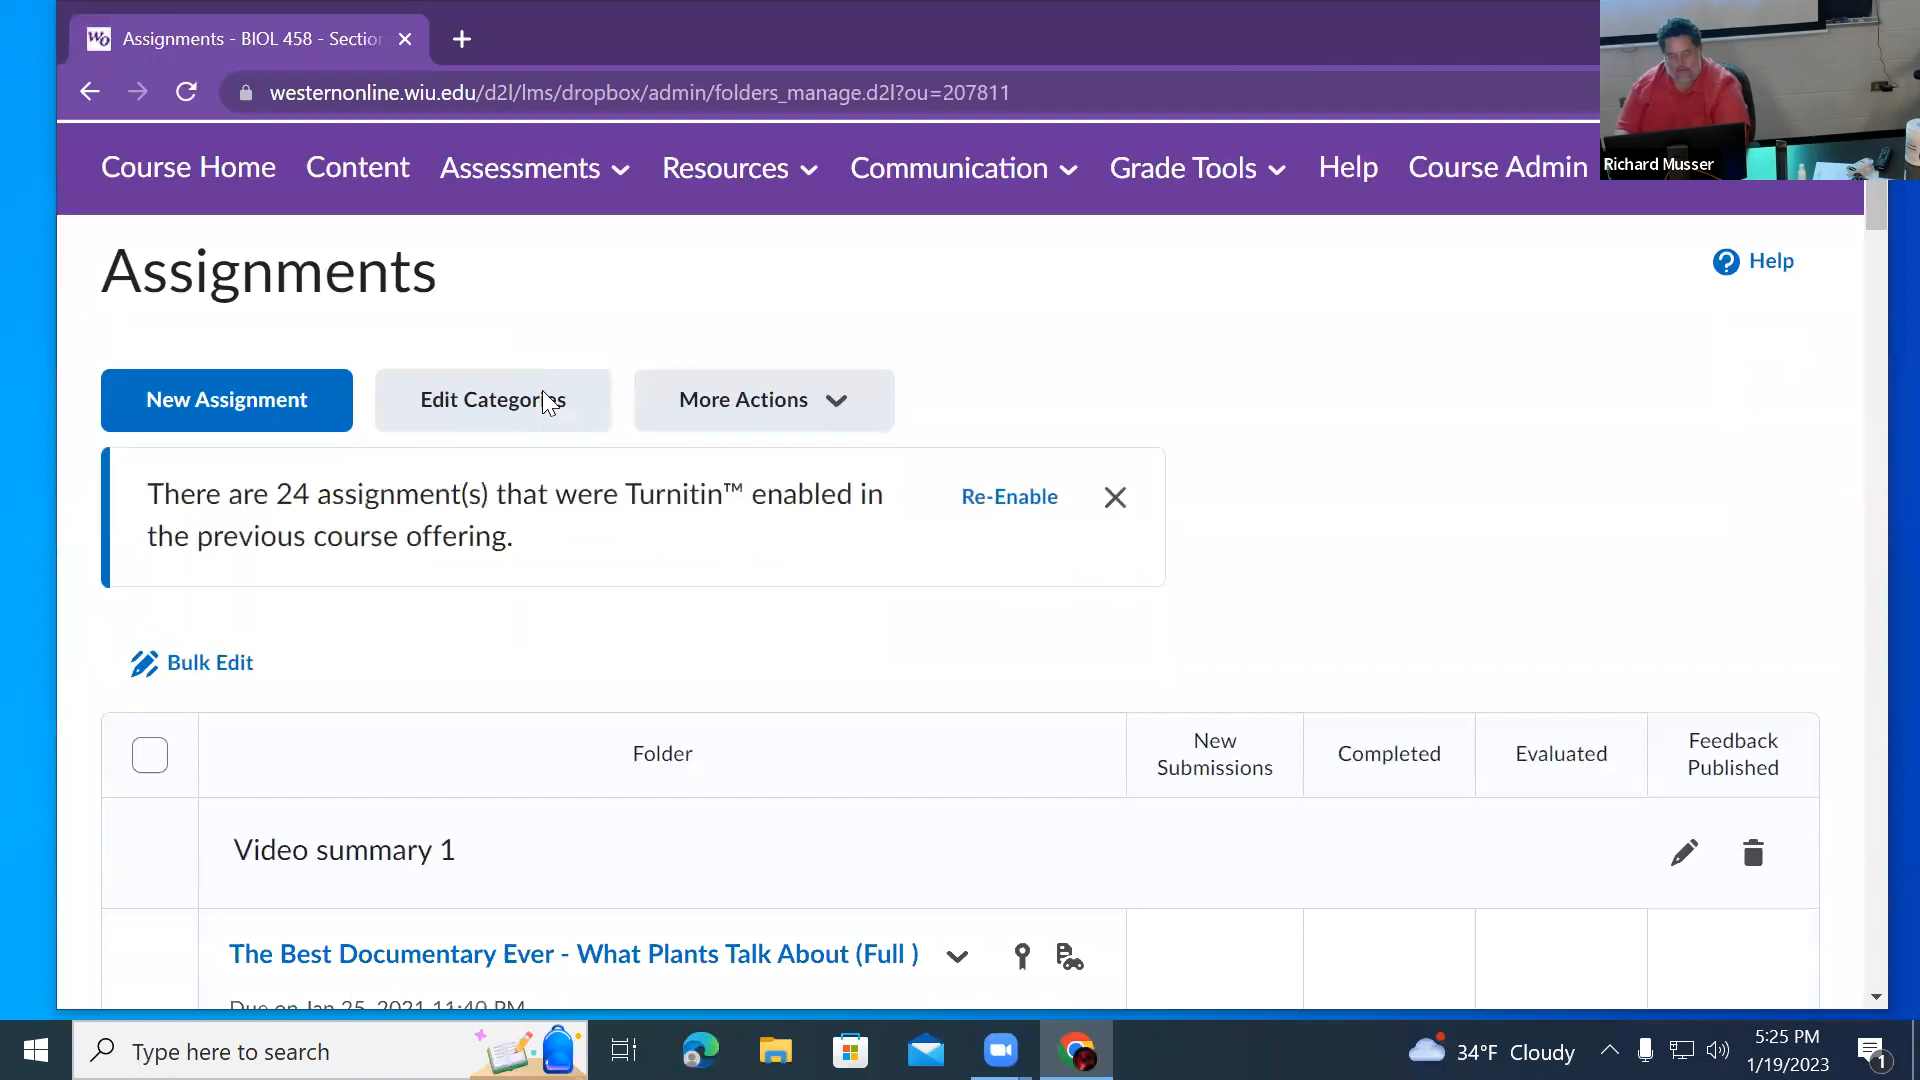 WO Assignments - BIOL 458 - Sectio
westernonline.wiu.edu/d2l/lms/dropbox/admin/folders_manage.d2l?ou=207811
Course Home Content Assessments Resources Communication Grade Tools Help Course Admin
Richard Musser
Assignments
Help
New Assignment Edit Categories More Actions
There are 24 assignment(s) that were Turnitin™ enabled in
the previous course offering.
Re-Enable
Bulk Edit
Folder New Submissions Completed Evaluated Feedback Published
Video summary 1
The Best Documentary Ever - What Plants Talk About (Full )
Due on Jan 25, 2021 11:40 PM
Type here to search
34°F Cloudy
5:25 PM
1/19/2023
1